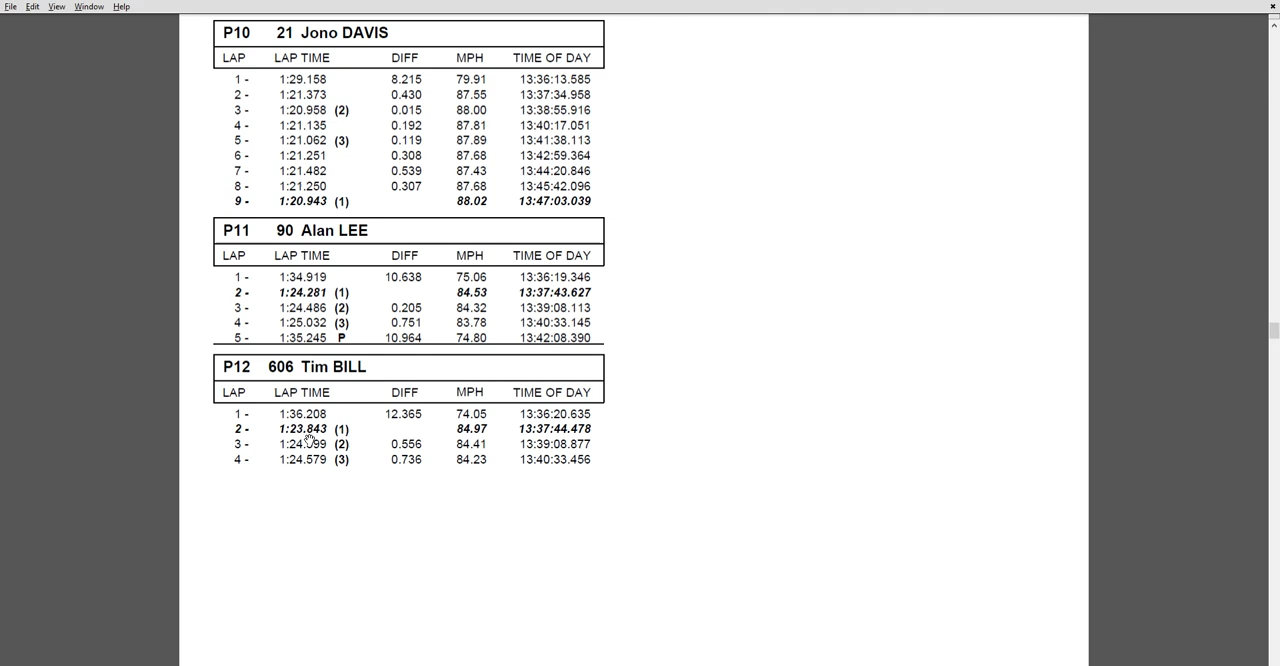 File Edit View Window Help
P10 21 Jono DAVIS
LAP LAP TIME DIFF MPH TIME OF DAY
1 - 1:29.158 8.215 79.91 13:36:13.585
2 - 1:21.373 0.430 87.55 13:37:34.958
3 - 1:20.958 (2) 0.015 88.00 13:38:55.916
4 - 1:21.135 0.192 87.81 13:40:17.051
5 - 1:21.062 (3) 0.119 87.89 13:41:38.113
6 - 1:21.251 0.308 87.68 13:42:59.364
7 - 1:21.482 0.539 87.43 13:44:20.846
8 - 1:21.250 0.307 87.68 13:45:42.096
9 - 1:20.943 (1) 88.02 13:47:03.039
P11 90 Alan LEE
LAP LAP TIME DIFF MPH TIME OF DAY
1 - 1:34.919 10.638 75.06 13:36:19.346
2 - 1:24.281 (1) 84.53 13:37:43.627
3 - 1:24.486 (2) 0.205 84.32 13:39:08.113
4 - 1:25.032 (3) 0.751 83.78 13:40:33.145
5 - 1:35.245 P 10.964 74.80 13:42:08.390
P12 606 Tim BILL
LAP LAP TIME DIFF MPH TIME OF DAY
1 - 1:36.208 12.365 74.05 13:36:20.635
2 - 1:23.843 (1) 84.97 13:37:44.478
3 - (2) 0.556 84.41 13:39:08.877
4 - 1:24.579 (3) 0.736 84.23 13:40:33.456